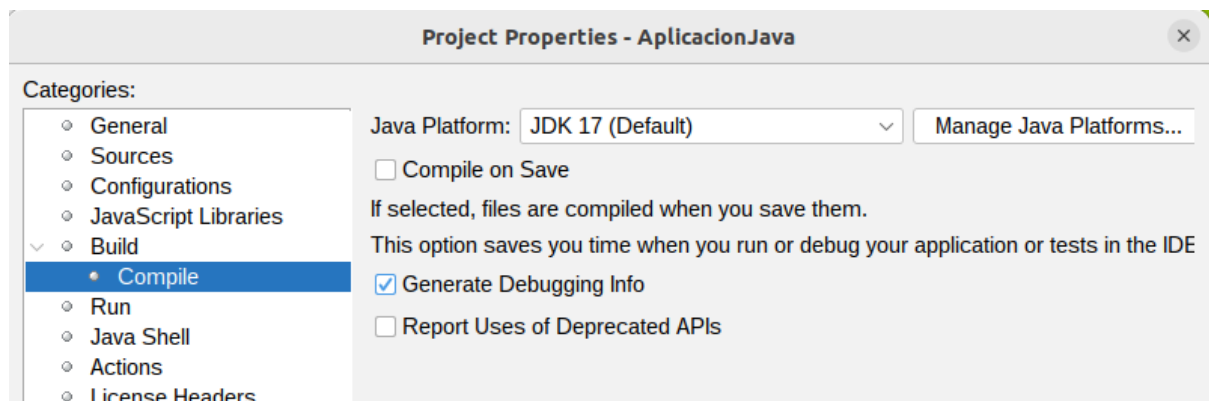 Project Properties - AplicacionJava
Categories:
General
Sources
Configurations
JavaScript Libraries
Build
Compile
Run
Java Shell
Actions
License Headers
Java Platform: JDK 17 (Default) Manage Java Platforms...
Compile on Save
If selected, files are compiled when you save them.
This option saves you time when you run or debug your application or tests in the IDE
Generate Debugging Info
Report Uses of Deprecated APIs